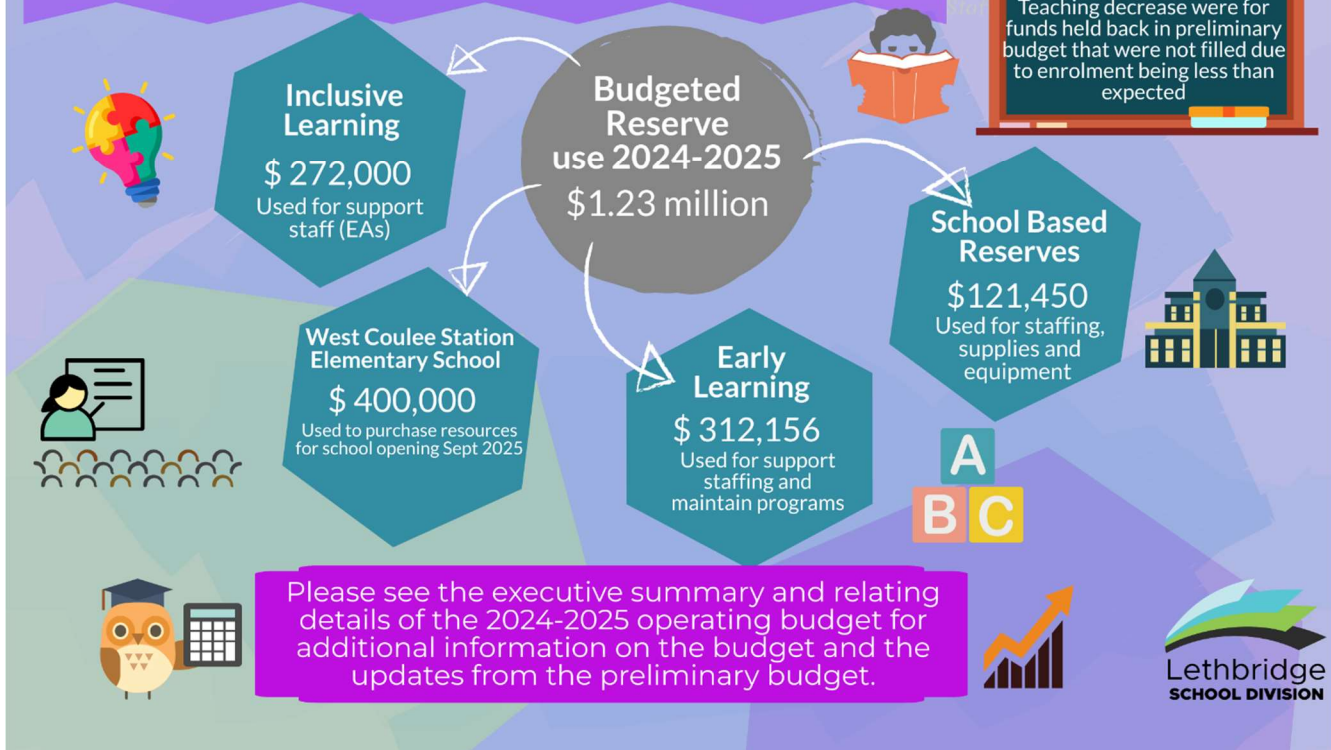 Teaching decrease were for
funds held back in preliminary
budget that were not filled due
to enrolment being less than
expected
Inclusive
Learning
$ 272,000
Used for support
staff (EAs)
Budgeted
Reserve
use 2024-2025
$1.23 million
School Based
Reserves
$121,450
Used for staffing,
supplies and
equipment
West Coulee Station
Elementary School
$ 400,000
Used to purchase resources
for school opening Sept 2025
Early
Learning
$ 312,156
Used for support
staffing and
maintain programs
A
B C
Please see the executive summary and relating
details of the 2024-2025 operating budget for
additional information on the budget and the
updates from the preliminary budget.
Lethbridge
SCHOOL DIVISION